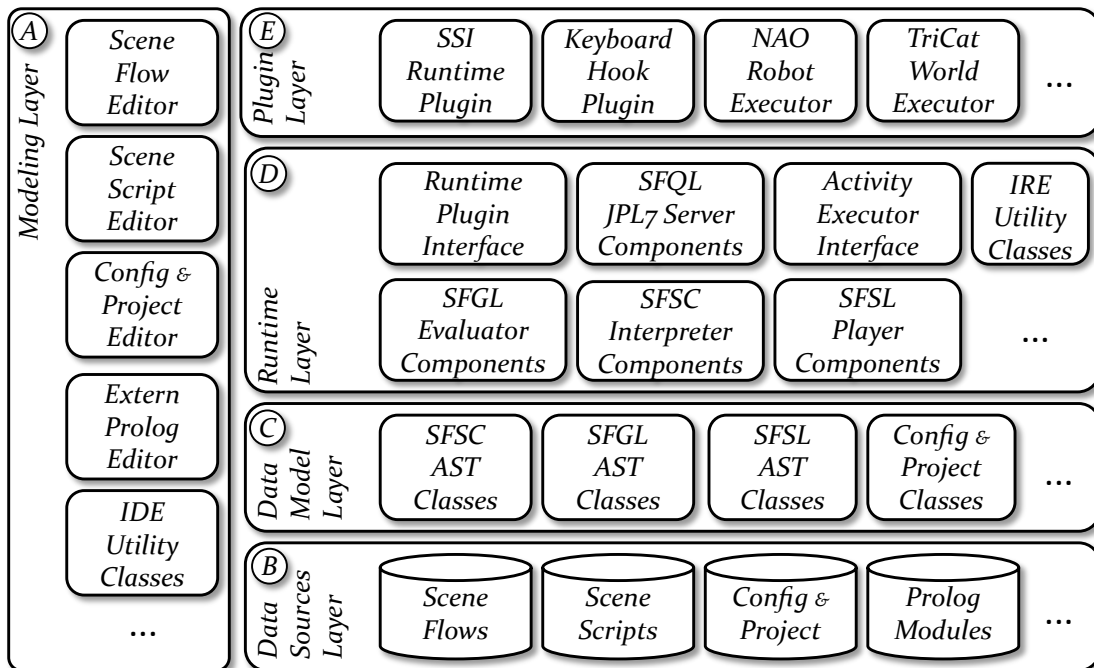 A
Modeling Layer
Scene
Flow
Editor
Scene
Script
Editor
Config &
Project
Editor
Extern
Prolog
Editor
IDE
Utility
Classes
...
E
Plugin
Layer
SSI
Runtime
Plugin
Keyboard
Hook
Plugin
NAO
Robot
Executor
TriCat
World
Executor
...
D
Runtime
Layer
Runtime
Plugin
Interface
SFQL
JPL7 Server
Components
Activity
Executor
Interface
IRE
Utility
Classes
SFGL
Evaluator
Components
SFSC
Interpreter
Components
SFSL
Player
Components
...
C
Data
Model
Layer
SFSC
AST
Classes
SFGL
AST
Classes
SFSL
AST
Classes
Config &
Project
Classes
...
B
Data
Sources
Layer
Scene
Flows
Scene
Scripts
Config &
Project
Prolog
Modules
...